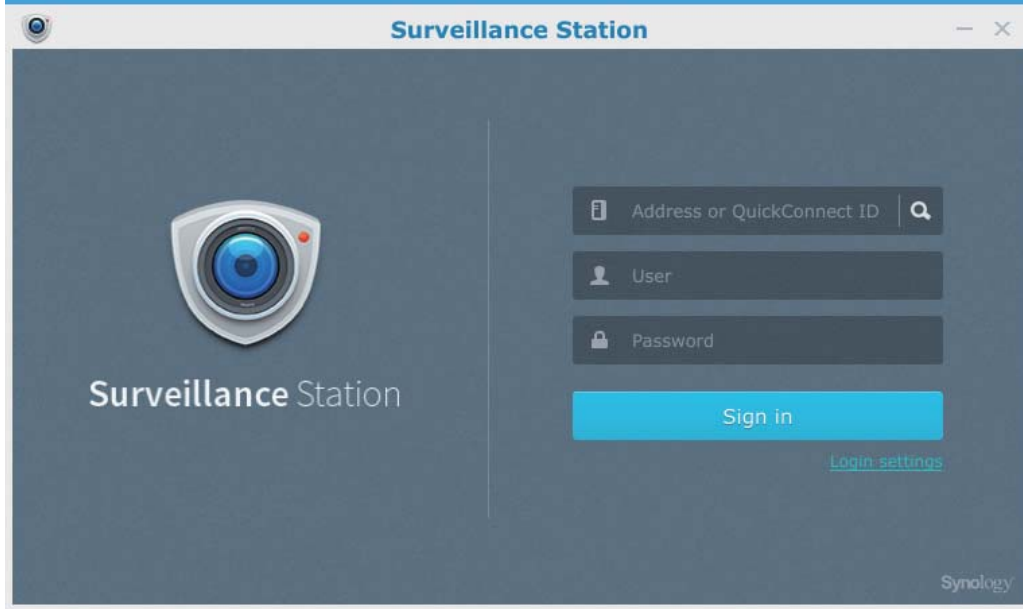 Surveillance Station
Address or QuickConnect ID
User
Password
Surveillance Station
Sign in
Login settings
Synology